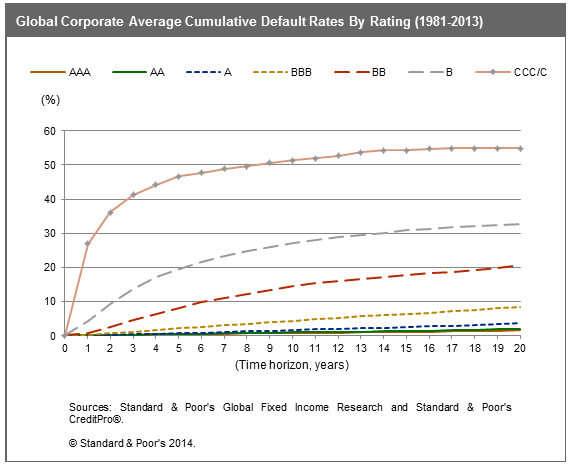 Global Corporate Average Cumulative Default Rates By Rating (1981-2013)
AAA AA A BBB BB B CCC/C
(%)
60
50
40
30
20
10
0
0 1 2 3 4 5 6 7 8 9 10 11 12 13 14 15 16 17 18 19 20
(Time horizon, years)
Sources: Standard & Poor's Global Fixed Income Research and Standard & Poor's
CreditPro®.
© Standard & Poor's 2014.